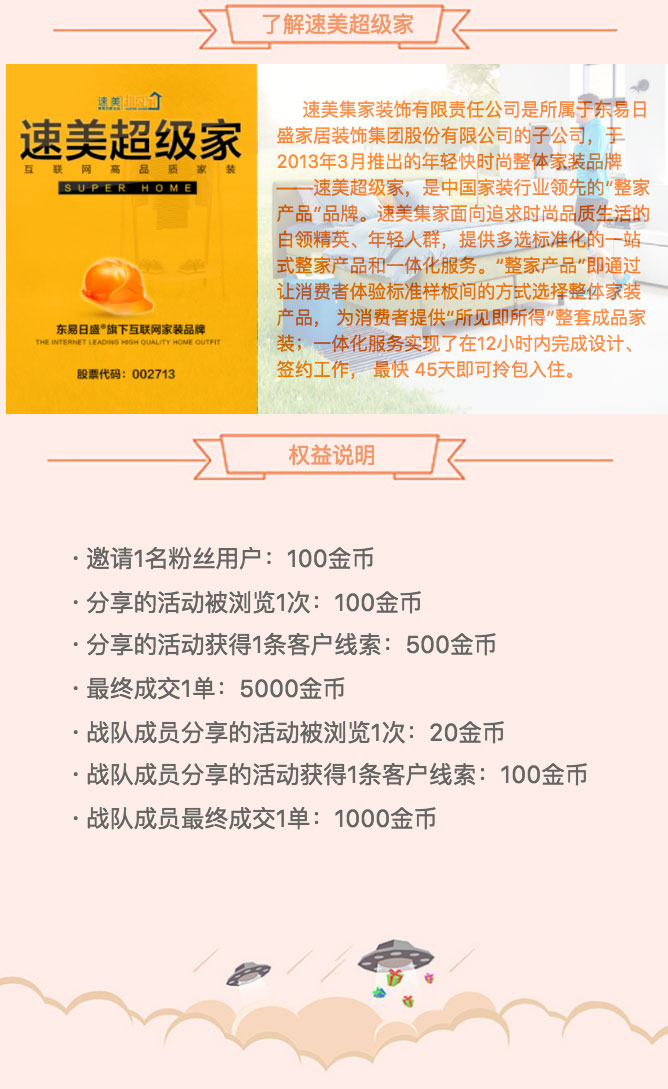 了解速美超级家
速美
速美超级家
互联网高品质家装
SUPER HOME
东易日盛®旗下互联网家装品牌
THE INTERNET LEADING HIGH QUALITY HOME OUTFIT
股票代码：002713
速美集家装饰有限责任公司是所属于东易日
盛家居装饰集团股份有限公司的子公司，于
2013年3月推出的年轻快时尚整体家装品牌
——速美超级家，是中国家装行业领先的“整家
产品”品牌。速美集家面向追求时尚品质生活的
白领精英、年轻人群，提供多选标准化的一站
式整家产品和一体化服务。“整家产品”即通过
让消费者体验标准样板间的方式选择整体家装
产品， 为消费者提供“所见即所得”整套成品家
装；一体化服务实现了在12小时内完成设计、
签约工作， 最快 45天即可拎包入住。
权益说明
· 邀请1名粉丝用户：100金币
· 分享的活动被浏览1次：100金币
· 分享的活动获得1条客户线索：500金币
· 最终成交1单：5000金币
· 战队成员分享的活动被浏览1次：20金币
· 战队成员分享的活动获得1条客户线索：100金币
· 战队成员最终成交1单：1000金币